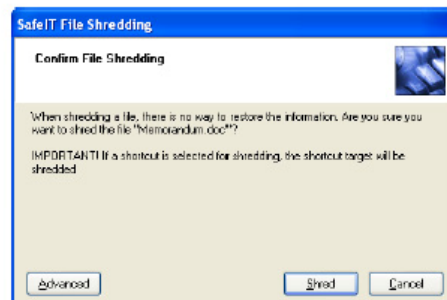 SafeIT File Shredding
Confirm File Shredding
When shredding a file, there is no way to restore the information. Are you sure you
want to shred the file "Memorandum.doc"?
IMPORTANT! If a shortcut is selected for shredding, the shortcut target will be
shredded
Advanced
Shred
Cancel